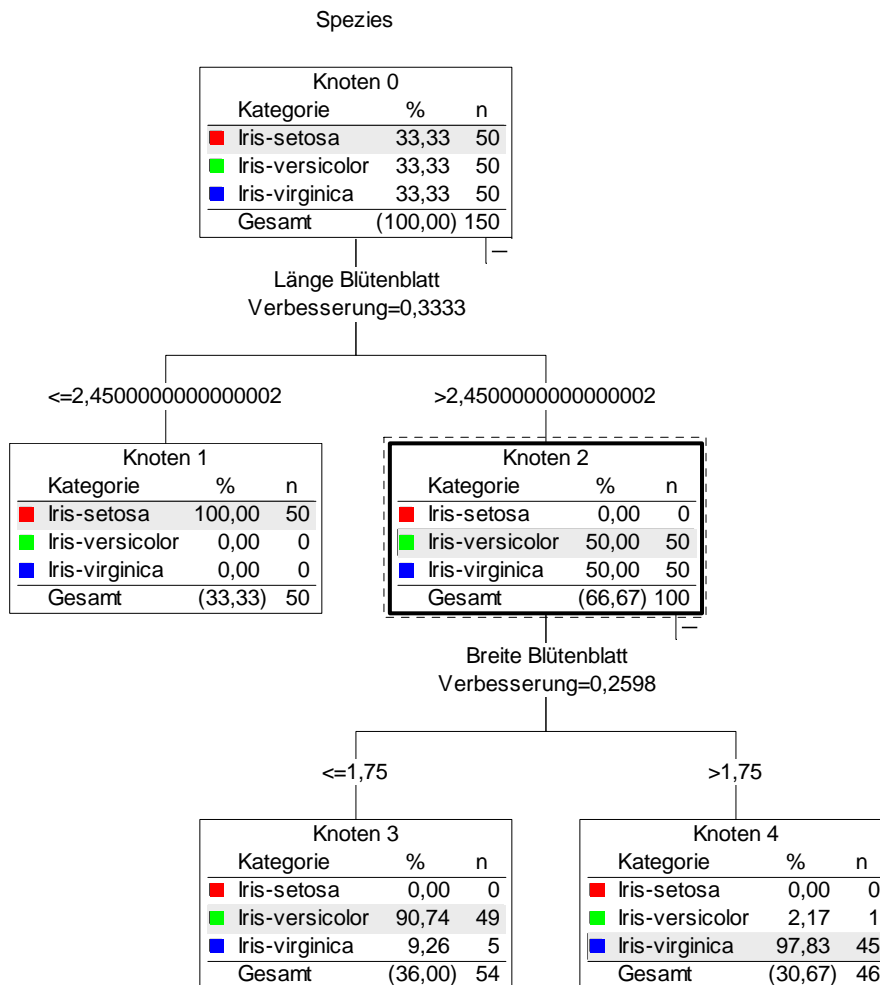 Spezies
Knoten 0
Kategorie % n
Iris-setosa 33,33 50
Iris-versicolor 33,33 50
Iris-virginica 33,33 50
Gesamt (100,00) 150
Länge Blütenblatt
Verbesserung=0,3333
<=2,4500000000000002 >2,4500000000000002
Knoten 1
Kategorie % n
Iris-setosa 100,00 50
Iris-versicolor 0,00 0
Iris-virginica 0,00 0
Gesamt (33,33) 50
Knoten 2
Kategorie % n
Iris-setosa 0,00 0
Iris-versicolor 50,00 50
Iris-virginica 50,00 50
Gesamt (66,67) 100
Breite Blütenblatt
Verbesserung=0,2598
<=1,75 >1,75
Knoten 3
Kategorie % n
Iris-setosa 0,00 0
Iris-versicolor 90,74 49
Iris-virginica 9,26 5
Gesamt (36,00) 54
Knoten 4
Kategorie % n
Iris-setosa 0,00 0
Iris-versicolor 2,17 1
Iris-virginica 97,83 45
Gesamt (30,67) 46